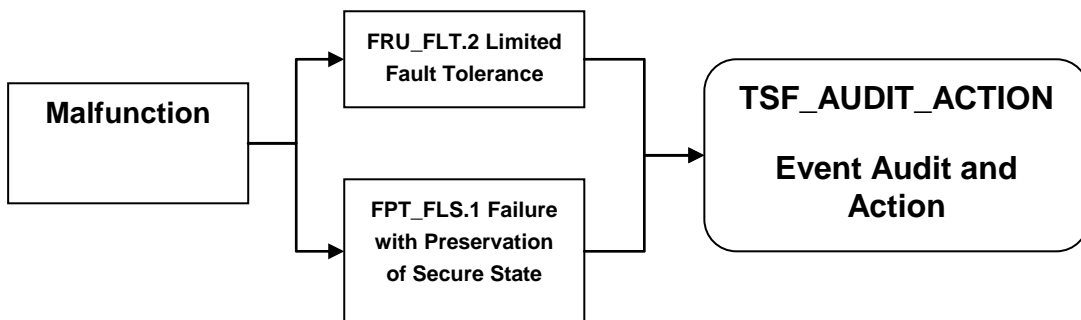 Malfunction
FRU_FLT.2 Limited
Fault Tolerance
FPT_FLS.1 Failure
with Preservation
of Secure State
TSF_AUDIT_ACTION
Event Audit and
Action